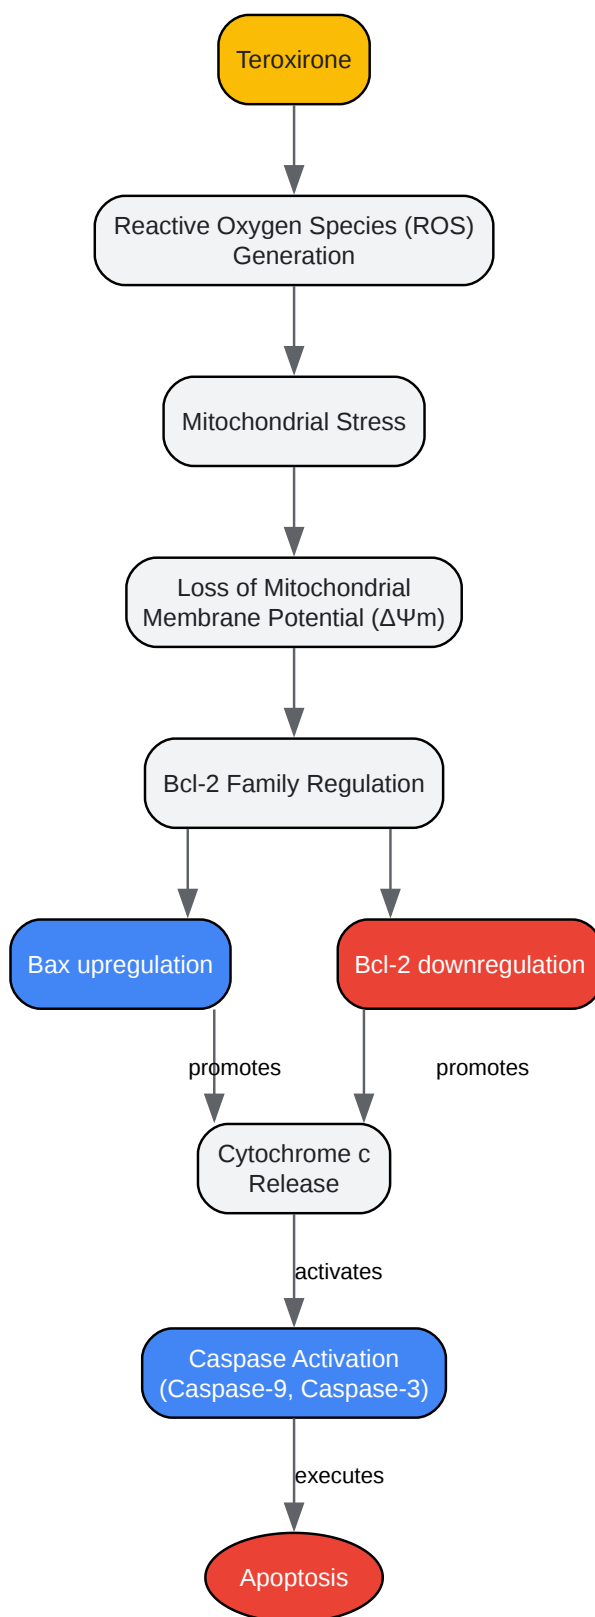 Teroxirone
Reactive Oxygen Species (ROS)
Generation
Mitochondrial Stress
Loss of Mitochondrial
Membrane Potential (ΔΨm)
Bcl-2 Family Regulation
Bax upregulation
Bcl-2 downregulation
promotes
promotes
Cytochrome c
Release
activates
Caspase Activation
(Caspase-9, Caspase-3)
executes
Apoptosis